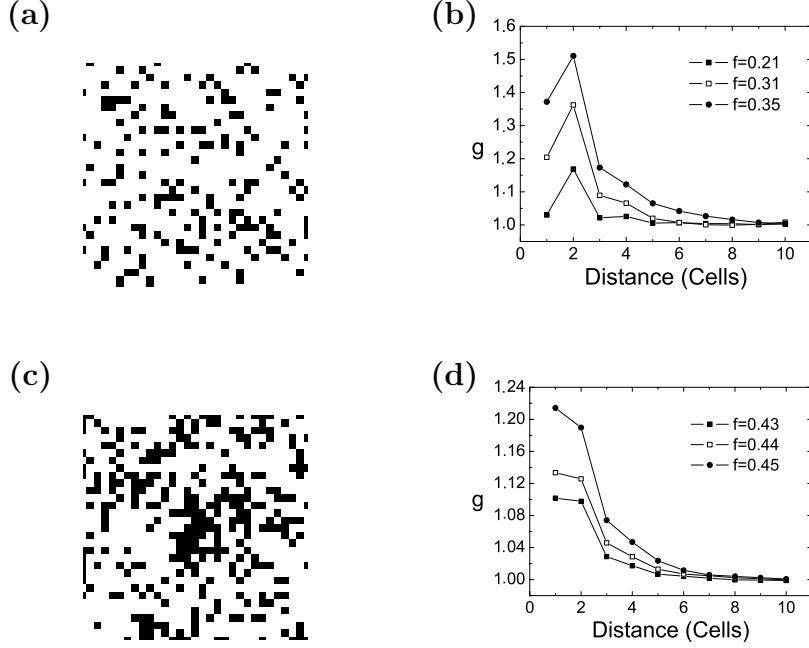 (a)
(b)
1.6
1.5
1.4
1.3
1.2
1.1
1.0
g
f=0.21
f=0.31
f=0.35
0 2 4 6 8 10
Distance (Cells)
(c)
(d)
1.24
1.20
1.16
1.12
1.08
1.04
1.00
g
f=0.43
f=0.44
f=0.45
0 2 4 6 8 10
Distance (Cells)